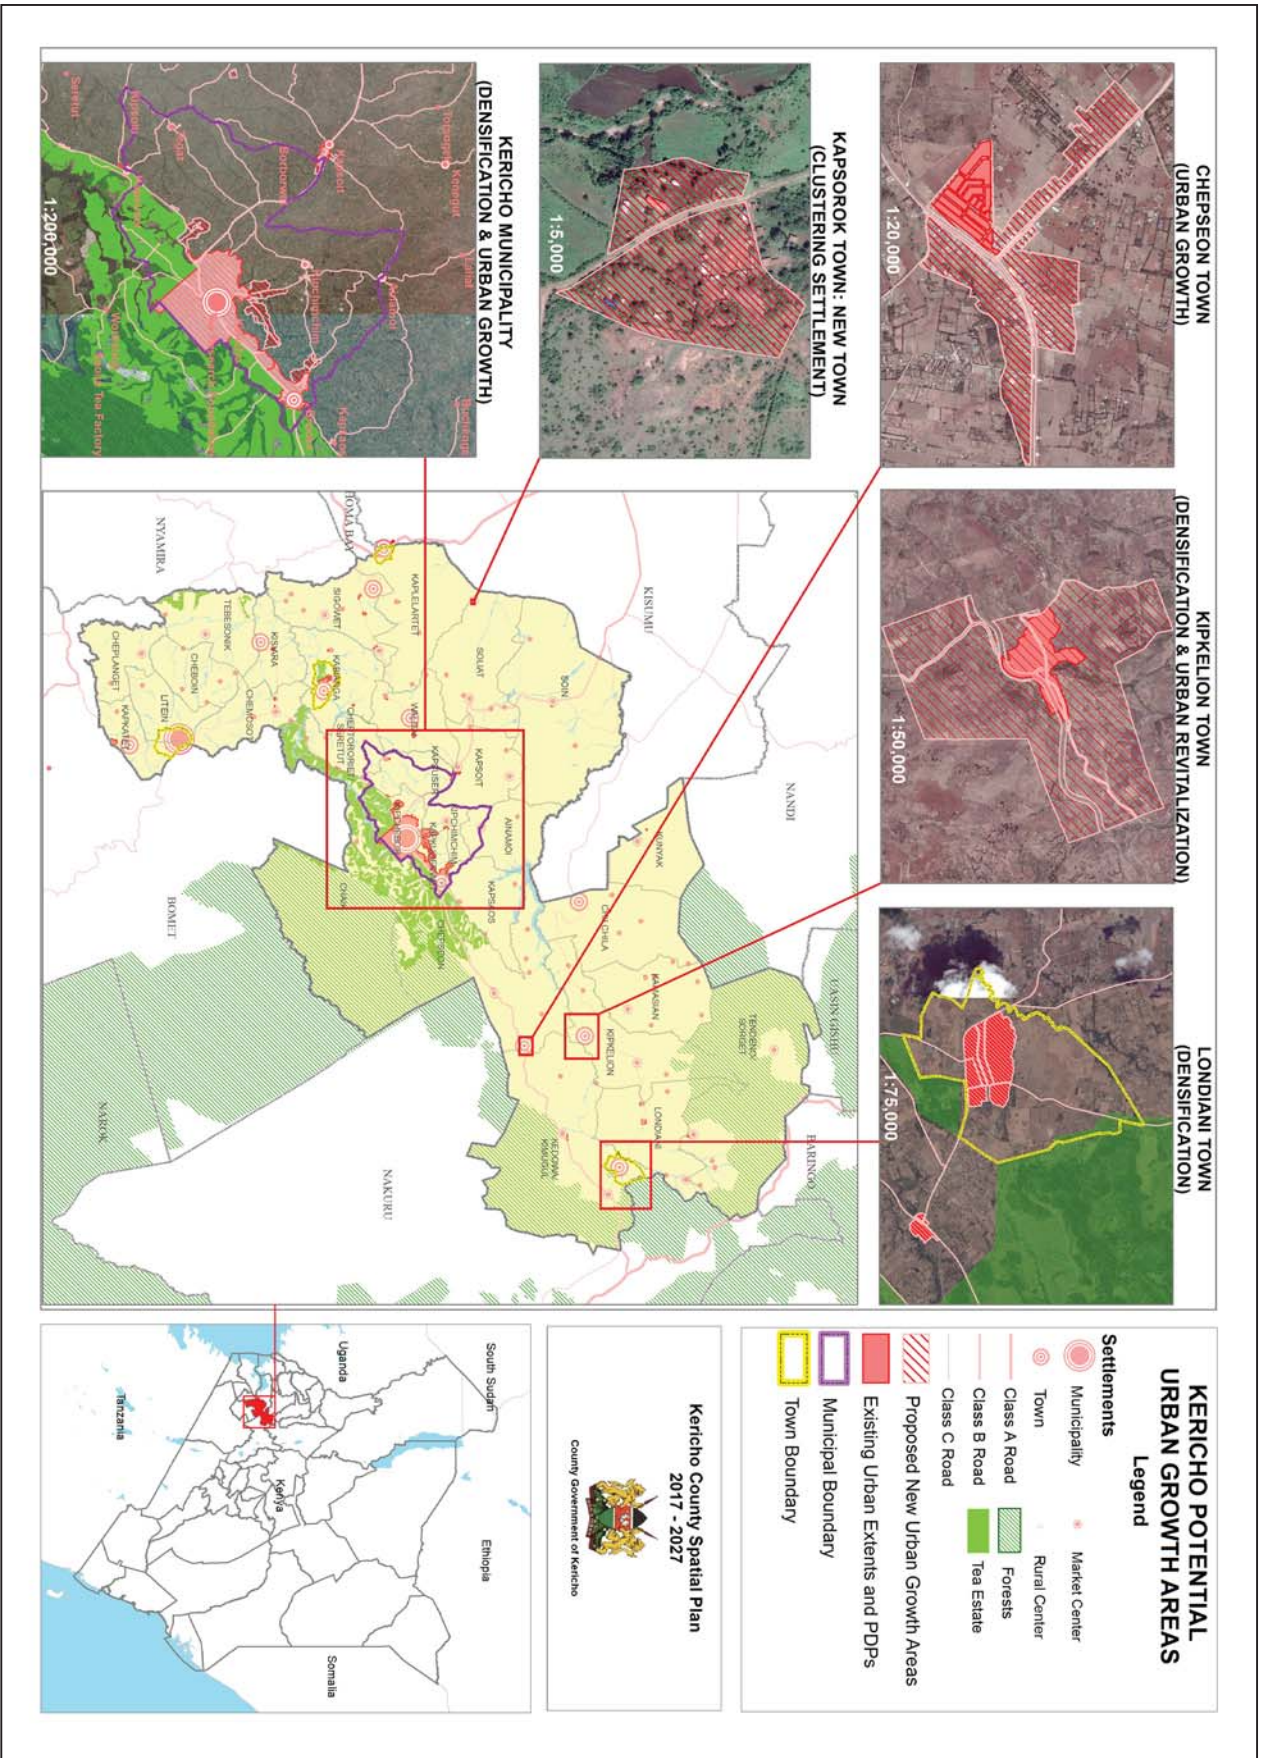 CHEPSEON TOWN
(URBAN GROWTH)
1:20,000
KIPKELION TOWN
(DENSIFICATION & URBAN REVITALIZATION)
1:50,000
LONDIANI TOWN
(DENSIFICATION)
1:75,000
KAPSOROK TOWN: NEW TOWN
(CLUSTERING SETTLEMENT)
1:5,000
KERICHO MUNICIPALITY
(DENSIFICATION & URBAN GROWTH)
Kenegut
Kapsoit
Seretut
Tea Factory
1:200,000
UASIN GISHU
NANDI
BARINGO
KISUMU
HOMA BAY
NYAMIRA
BOMET
NAROK
NAKURU
KUNYAK
TENDENO/
SORGET
KAMASIAN
KIPKELION
LONDIANI
KEDOWA/
KIMUGUL
SOIN
SOLIAT
KAPLELARTET
SIGOWET
KAPSOIT
AINAMOI
KAPSAOS
KISIARA
TEBESONIK
CHEBOIN
CHEMOSOT
LITEIN
CHEPLANGET
KAPKATET
KERICHO POTENTIAL
URBAN GROWTH AREAS
Legend
Settlements
Municipality
Town
Market Center
Rural Center
Class A Road
Class B Road
Class C Road
Forests
Tea Estate
Proposed New Urban Growth Areas
Existing Urban Extents and PDPs
Municipal Boundary
Town Boundary
Kericho County Spatial Plan
2017 - 2027
County Government of Kericho
South Sudan
Ethiopia
Uganda
Kenya
Somalia
Tanzania